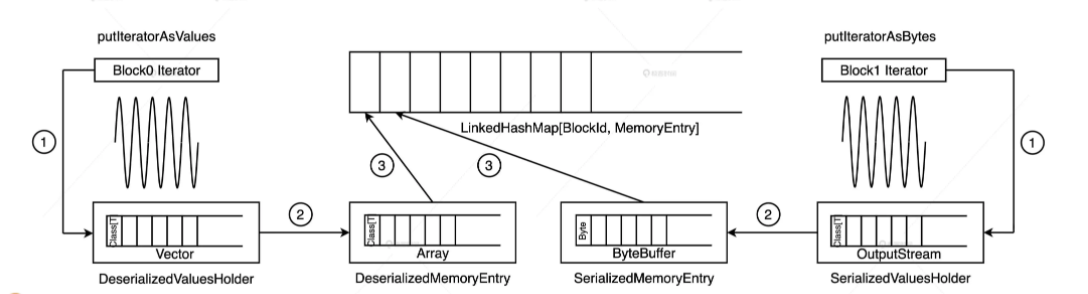 putIteratorAsValues
Block0 Iterator
putIteratorAsBytes
Block1 Iterator
LinkedHashMap[BlockId, MemoryEntry]
1
3
3
1
2
2
Class[T
Vector
DeserializedValuesHolder
Class[T
Array
DeserializedMemoryEntry
Byte
ByteBuffer
SerializedMemoryEntry
Class[T
OutputStream
SerializedValuesHolder